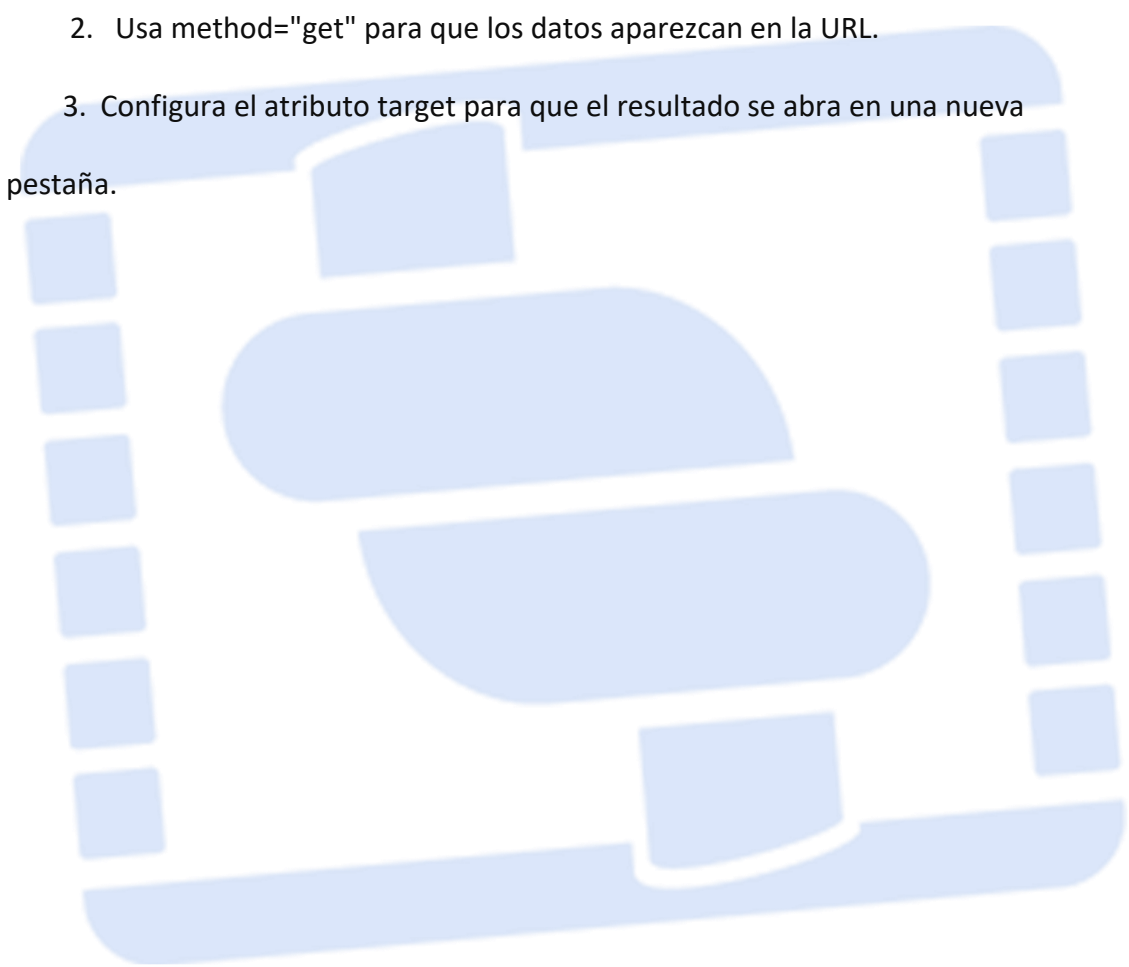 2. Usa method="get" para que los datos aparezcan en la URL.
3. Configura el atributo target para que el resultado se abra en una nueva
pestaña.